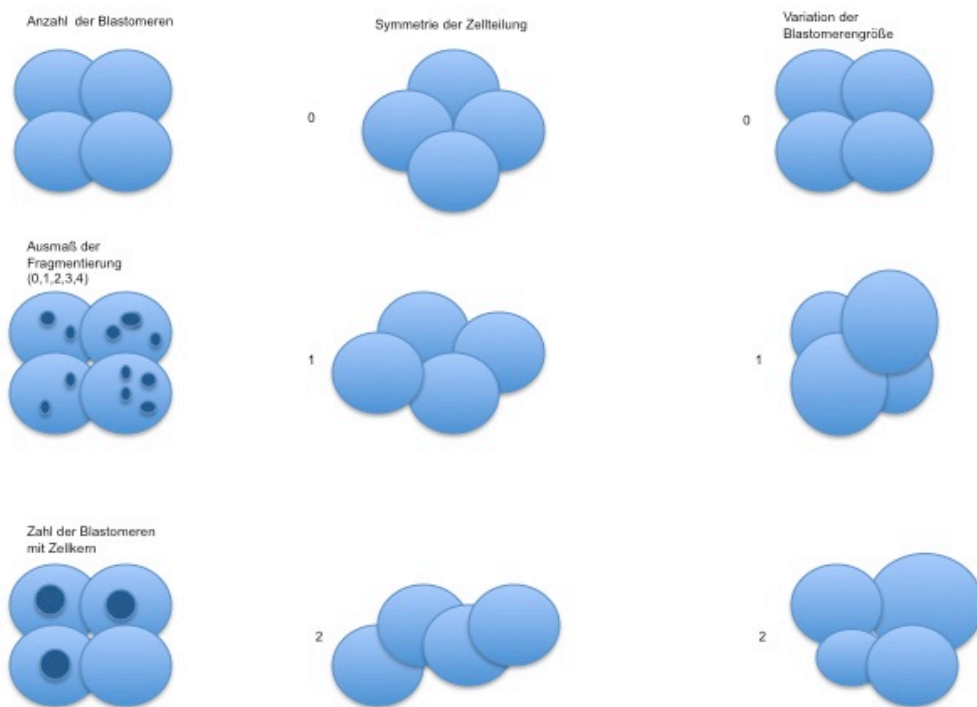 Anzahl der Blastomeren
Symmetrie der Zellteilung
Variation der
Blastomerengröße
0
0
Ausmaß der
Fragmentierung
(0,1,2,3,4)
1
1
Zahl der Blastomeren
mit Zellkern
2
2